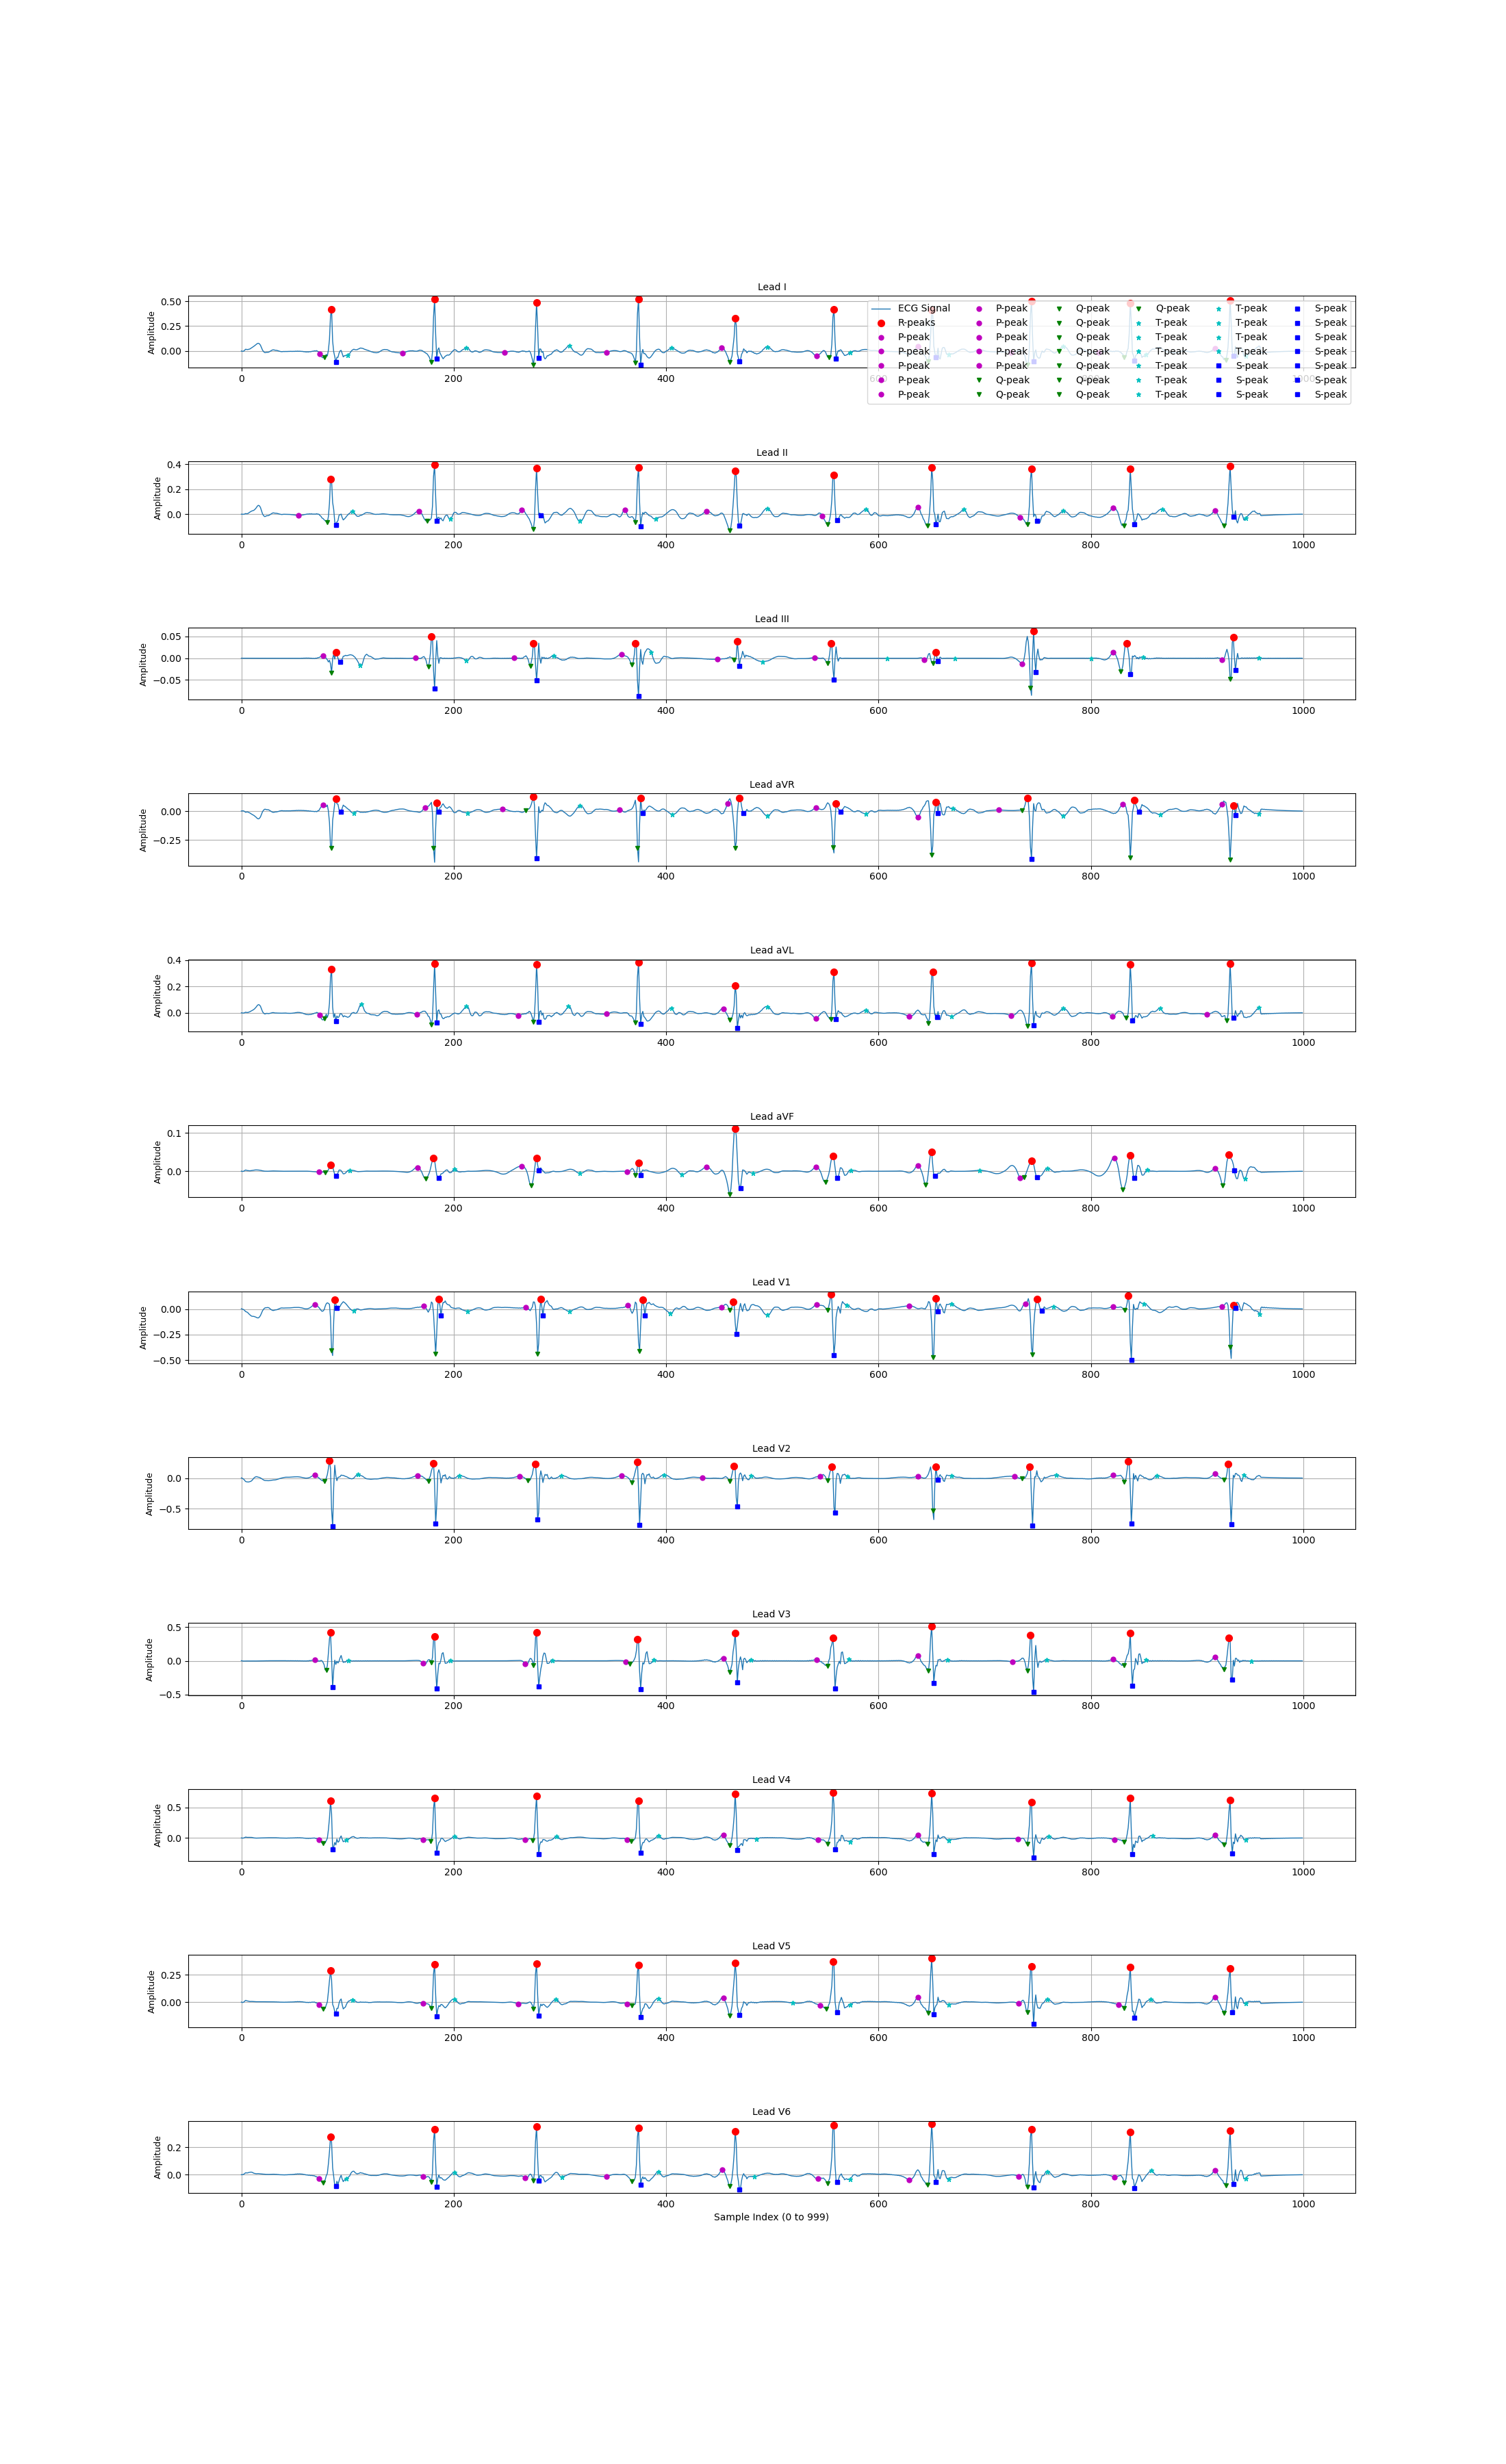 Lead I
Amplitude
0.50
0.25
0.00
ECG Signal P-peak Q-peak Q-peak T-peak S-peak
R-peaks P-peak Q-peak T-peak T-peak S-peak
P-peak P-peak Q-peak T-peak T-peak S-peak
P-peak P-peak Q-peak T-peak T-peak S-peak
P-peak P-peak Q-peak T-peak S-peak S-peak
P-peak Q-peak Q-peak T-peak S-peak S-peak
P-peak Q-peak Q-peak T-peak S-peak S-peak
0 200 400 600 1000
Lead II
Amplitude
0.4
0.2
0.0
0 200 400 600 800 1000
Lead III
Amplitude
0.05
0.00
−0.05
0 200 400 600 800 1000
Lead aVR
Amplitude
0.00
−0.25
0 200 400 600 800 1000
Lead aVL
Amplitude
0.4
0.2
0.0
0 200 400 600 800 1000
Lead aVF
Amplitude
0.1
0.0
0 200 400 600 800 1000
Lead V1
Amplitude
0.00
−0.25
−0.50
0 200 400 600 800 1000
Lead V2
Amplitude
0.0
−0.5
0 200 400 600 800 1000
Lead V3
Amplitude
0.5
0.0
−0.5
0 200 400 600 800 1000
Lead V4
Amplitude
0.5
0.0
0 200 400 600 800 1000
Lead V5
Amplitude
0.25
0.00
0 200 400 600 800 1000
Lead V6
Amplitude
0.2
0.0
0 200 400 600 800 1000
Sample Index (0 to 999)